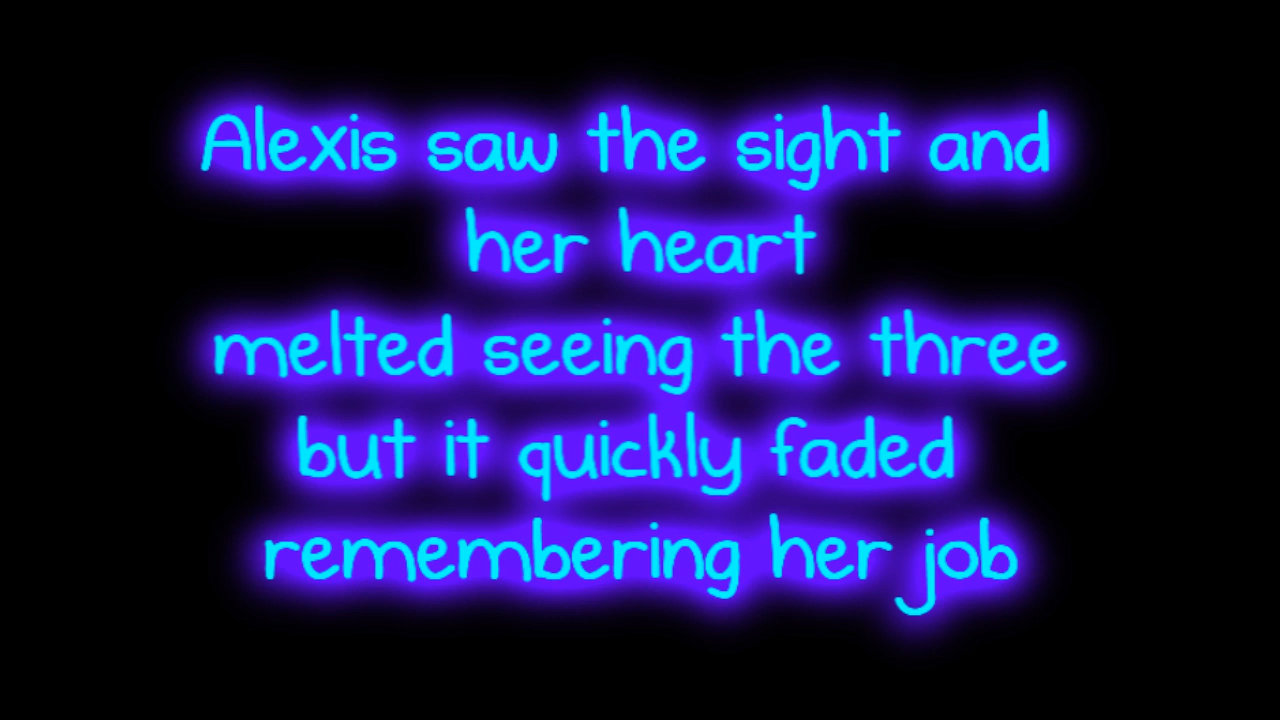 Alexis saw the sight and
her heart
melted seeing the three
but it quickly faded
remembering her job